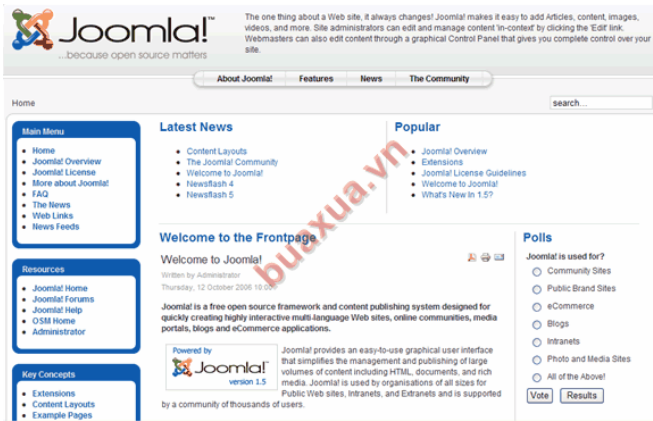 Joomla!™
...because open source matters
The one thing about a Web site, it always changes! Joomla! makes it easy to add Articles, content, images,
videos, and more. Site administrators can edit and manage content 'in-context' by clicking the 'Edit' link.
Webmasters can also edit content through a graphical Control Panel that gives you complete control over your
site.
About Joomla! Features News The Community
Home
search...
Main Menu
Home
Joomla! Overview
Joomla! License
More about Joomla!
FAQ
The News
Web Links
News Feeds
Latest News
Content Layouts
The Joomla! Community
Welcome to Joomla!
Newsflash 4
Newsflash 5
Popular
Joomla! Overview
Extensions
Joomla! License Guidelines
Welcome to Joomla!
What's New In 1.5?
buaxua.vn
Resources
Joomla! Home
Joomla! Forums
Joomla! Help
OSM Home
Administrator
Key Concepts
Extensions
Content Layouts
Example Pages
Welcome to the Frontpage
Welcome to Joomla!
Written by Administrator
Thursday, 12 October 2006 10:00
Joomla! is a free open source framework and content publishing system designed for
quickly creating highly interactive multi-language Web sites, online communities, media
portals, blogs and eCommerce applications.
Powered by
Joomla!™
version 1.5
Joomla! provides an easy-to-use graphical user interface
that simplifies the management and publishing of large
volumes of content including HTML, documents, and rich
media. Joomla! is used by organisations of all sizes for
Public Web sites, Intranets, and Extranets and is supported
by a community of thousands of users.
Polls
Joomla! is used for?
Community Sites
Public Brand Sites
eCommerce
Blogs
Intranets
Photo and Media Sites
All of the Above!
Vote Results